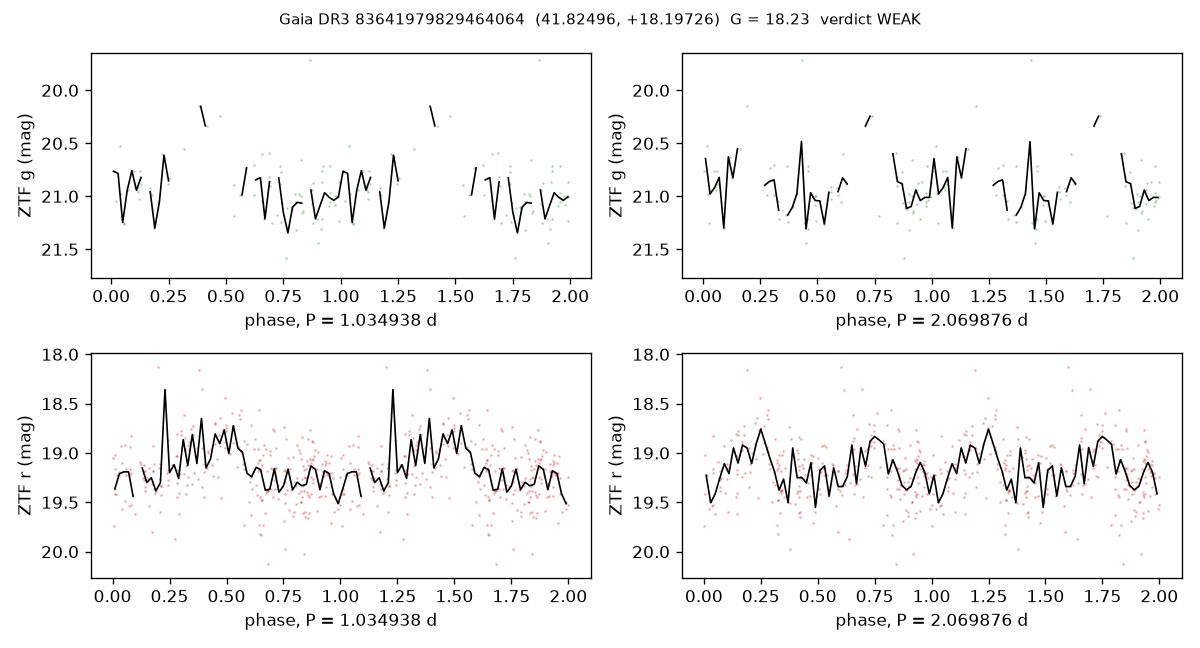 Gaia DR3 83641979829464064 (41.82496, +18.19726) G = 18.23 verdict WEAK
ZTF g (mag)
20.0
20.5
21.0
21.5
0.00 0.25 0.50 0.75 1.00 1.25 1.50 1.75 2.00
phase, P = 1.034938 d
ZTF g (mag)
20.0
20.5
21.0
21.5
0.00 0.25 0.50 0.75 1.00 1.25 1.50 1.75 2.00
phase, P = 2.069876 d
ZTF r (mag)
18.0
18.5
19.0
19.5
20.0
0.00 0.25 0.50 0.75 1.00 1.25 1.50 1.75 2.00
phase, P = 1.034938 d
ZTF r (mag)
18.0
18.5
19.0
19.5
20.0
0.00 0.25 0.50 0.75 1.00 1.25 1.50 1.75 2.00
phase, P = 2.069876 d